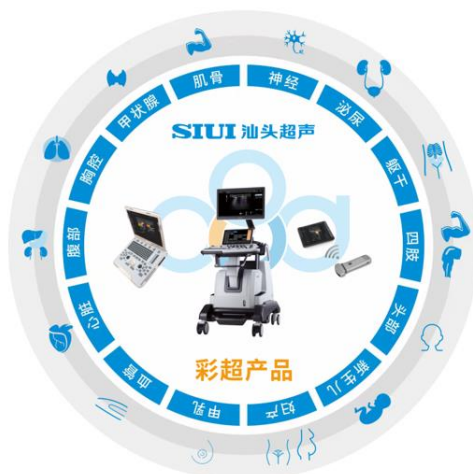 SIUI 汕头超声
肌骨
神经
泌尿
躯干
四肢
头部
新生儿
妇产
甲乳
血管
心脏
腹部
胸腔
甲状腺
彩超产品